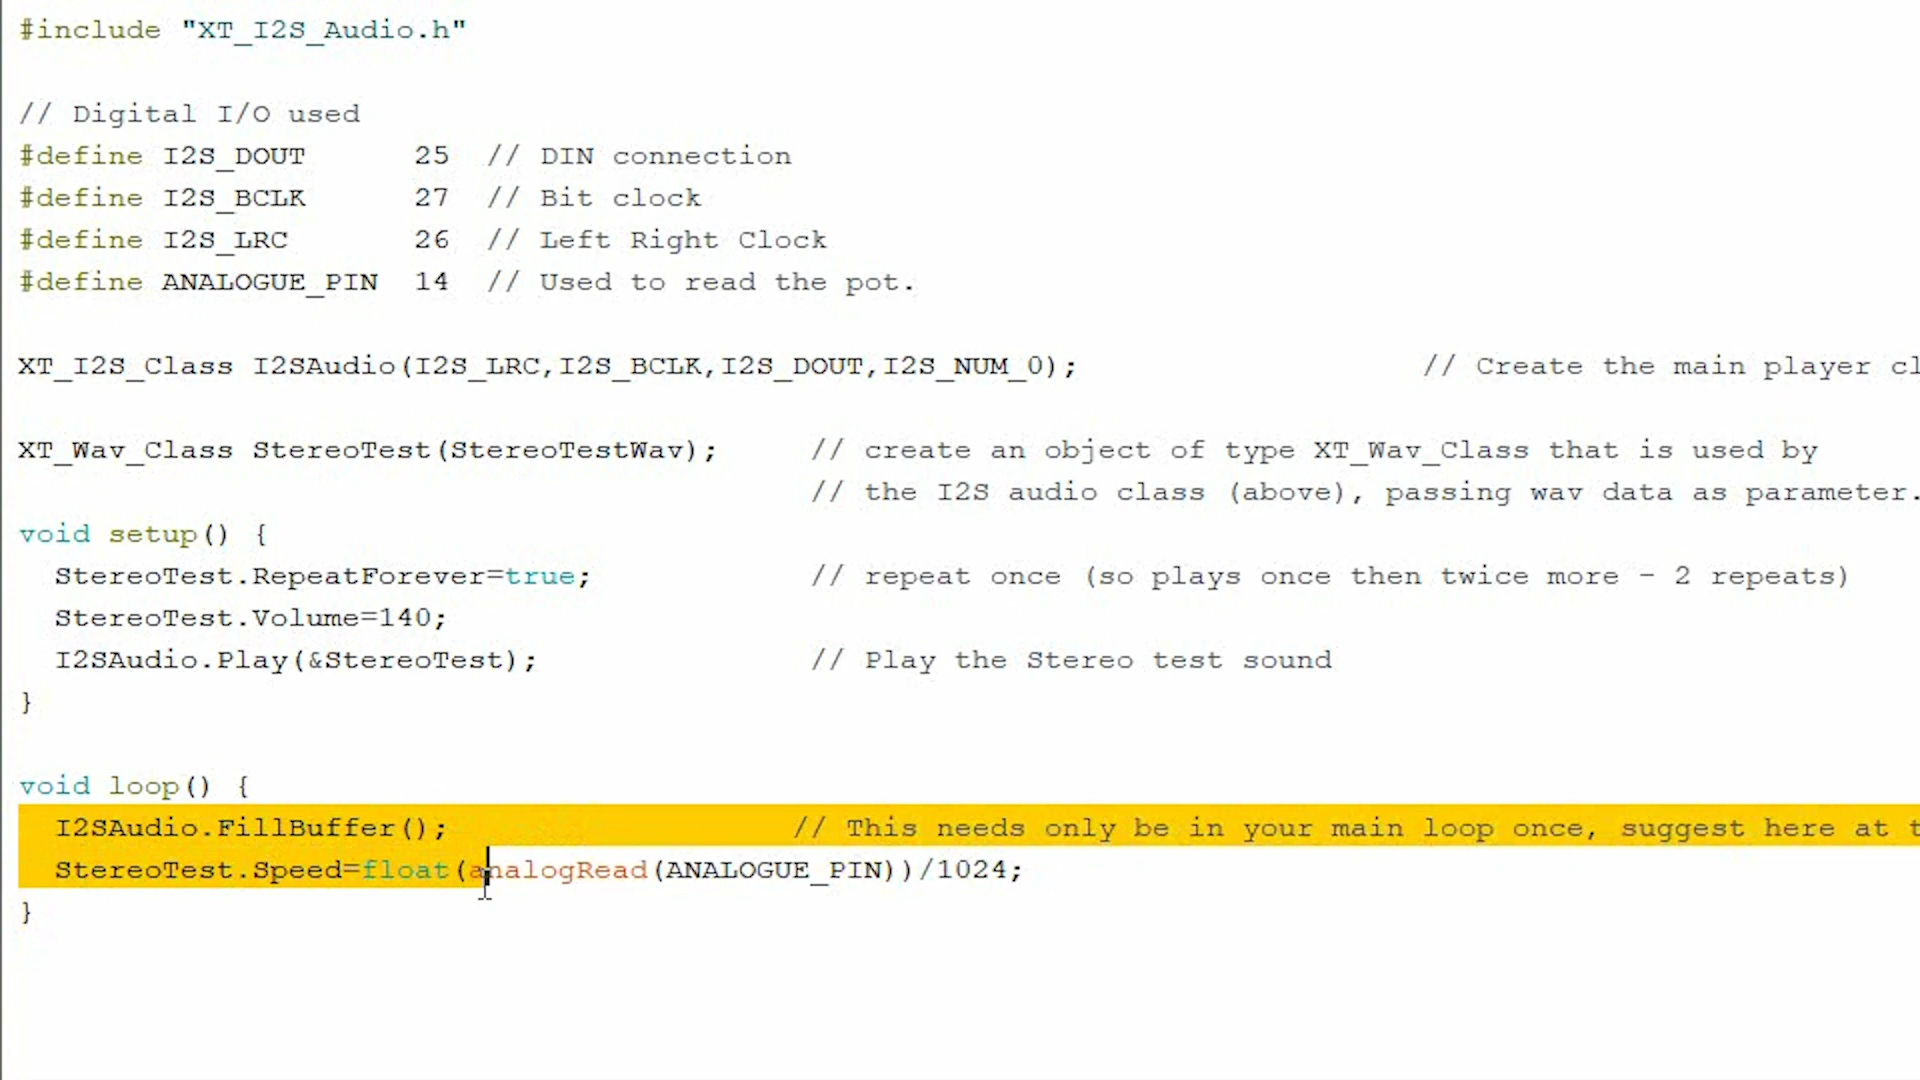 #include "XT_I2S_Audio.h"
// Digital I/O used
#define I2S_DOUT 25 // DIN connection
#define I2S_BCLK 27 // Bit clock
#define I2S_LRC 26 // Left Right Clock
#define ANALOGUE_PIN 14 // Used to read the pot.
XT_I2S_Class I2SAudio(I2S_LRC,I2S_BCLK,I2S_DOUT,I2S_NUM_0); // Create the main player cl
XT_Wav_Class StereoTest(StereoTestWav); // create an object of type XT_Wav_Class that is used by
// the I2S audio class (above), passing wav data as parameter.
void setup() {
StereoTest.RepeatForever=true; // repeat once (so plays once then twice more - 2 repeats)
StereoTest.Volume=140;
I2SAudio.Play(&StereoTest); // Play the Stereo test sound
}
void loop() {
I2SAudio.FillBuffer(); // This needs only be in your main loop once, suggest here at t
StereoTest.Speed=float(analogRead(ANALOGUE_PIN))/1024;
}